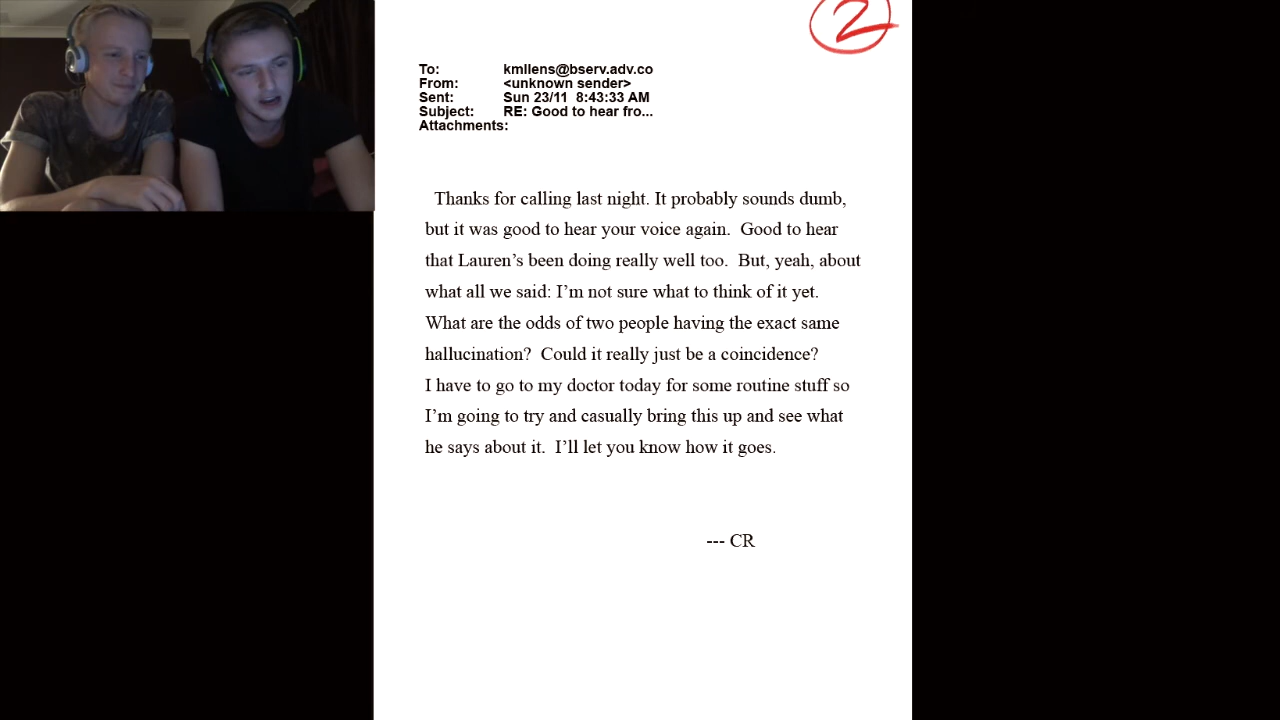 2
To: kmllens@bserv.adv.co
From: <unknown sender>
Sent: Sun 23/11 8:43:33 AM
Subject: RE: Good to hear fro...
Attachments:
Thanks for calling last night. It probably sounds dumb,
but it was good to hear your voice again. Good to hear
that Lauren’s been doing really well too. But, yeah, about
what all we said: I’m not sure what to think of it yet.
What are the odds of two people having the exact same
hallucination? Could it really just be a coincidence?
I have to go to my doctor today for some routine stuff so
I’m going to try and casually bring this up and see what
he says about it. I’ll let you know how it goes.
--- CR